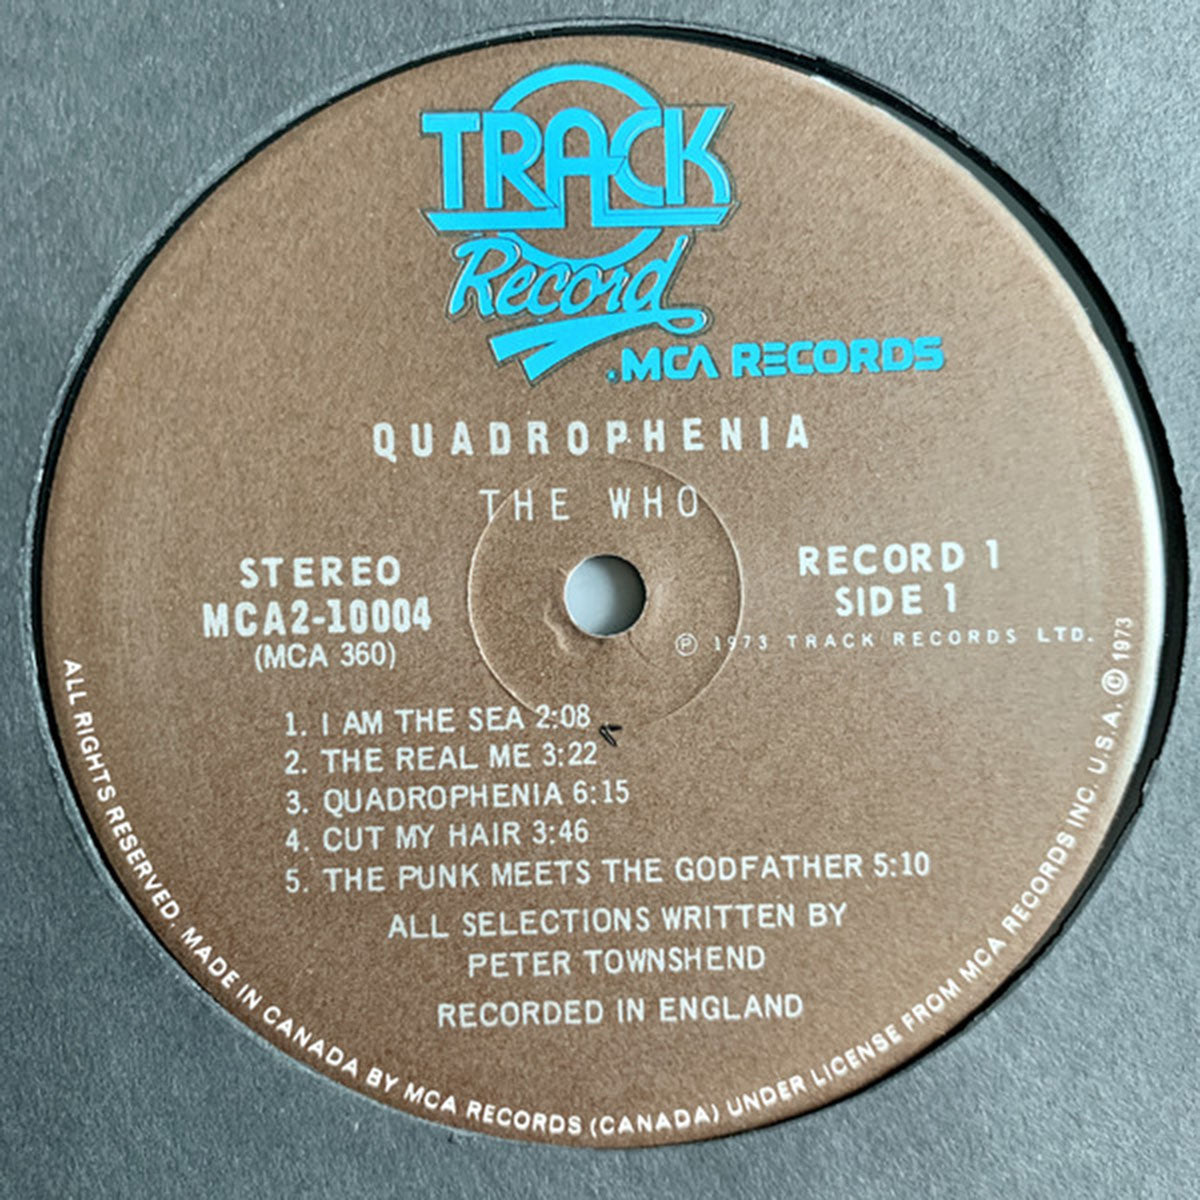 TRACK
Record
.MCA RECORDS
QUADROPHENIA
THE WHO
STEREO
MCA2-10004
(MCA 360)
RECORD 1
SIDE 1
℗ 1973 TRACK RECORDS LTD.
1. I AM THE SEA 2:08
2. THE REAL ME 3:22
3. QUADROPHENIA 6:15
4. CUT MY HAIR 3:46
5. THE PUNK MEETS THE GODFATHER 5:10
ALL SELECTIONS WRITTEN BY
PETER TOWNSHEND
RECORDED IN ENGLAND
ALL RIGHTS RESERVED. MADE IN CANADA BY MCA RECORDS (CANADA) UNDER LICENSE FROM MCA RECORDS INC. U.S.A. © 1973